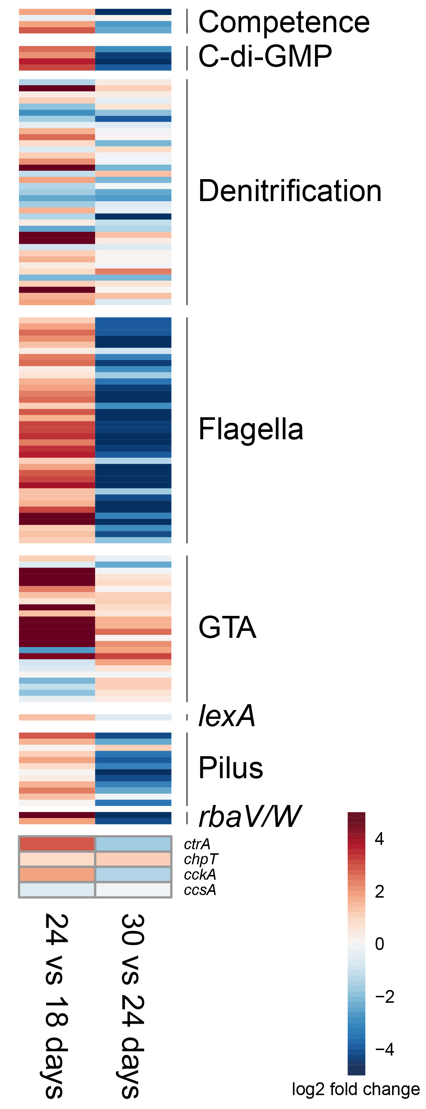 Competence
C-di-GMP
Denitrification
Flagella
GTA
lexA
Pilus
rbaV/W
ctrA
chpT
cckA
ccsA
24 vs 18 days
30 vs 24 days
4
2
0
−2
−4
log2 fold change